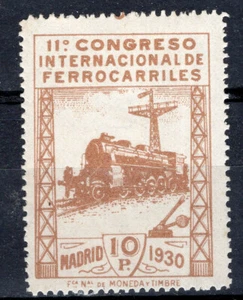 11º CONGRESO
INTERNACIONAL DE
FERROCARRILES
MADRID 10 P. 1930
Fca NAL DE MONEDA Y TIMBRE